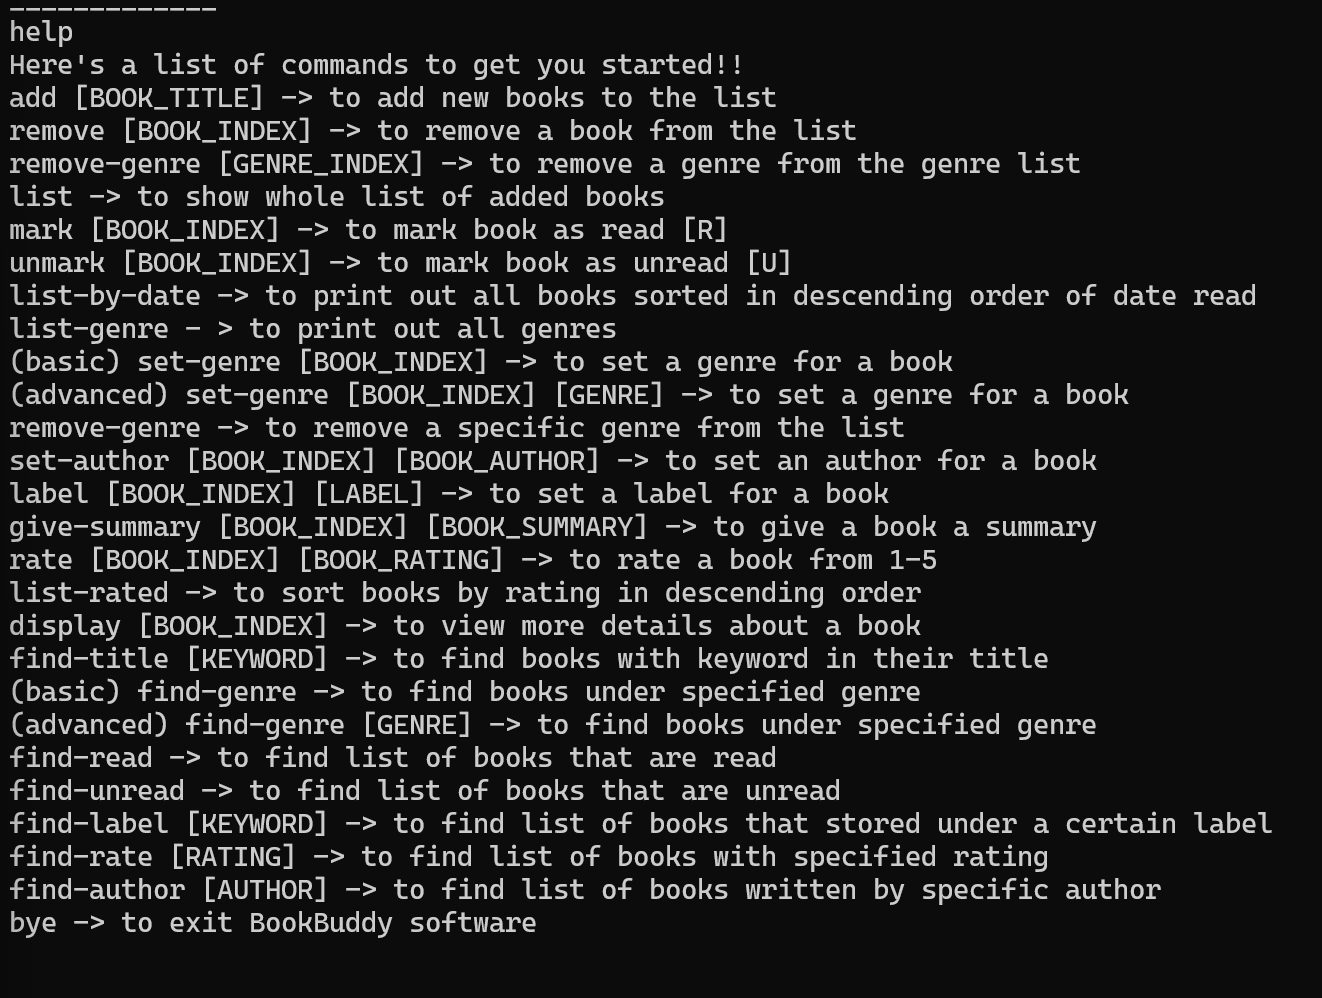 _____________
help
Here's a list of commands to get you started!!
add [BOOK_TITLE] -> to add new books to the list
remove [BOOK_INDEX] -> to remove a book from the list
remove-genre [GENRE_INDEX] -> to remove a genre from the genre list
list -> to show whole list of added books
mark [BOOK_INDEX] -> to mark book as read [R]
unmark [BOOK_INDEX] -> to mark book as unread [U]
list-by-date -> to print out all books sorted in descending order of date read
list-genre - > to print out all genres
(basic) set-genre [BOOK_INDEX] -> to set a genre for a book
(advanced) set-genre [BOOK_INDEX] [GENRE] -> to set a genre for a book
remove-genre -> to remove a specific genre from the list
set-author [BOOK_INDEX] [BOOK_AUTHOR] -> to set an author for a book
label [BOOK_INDEX] [LABEL] -> to set a label for a book
give-summary [BOOK_INDEX] [BOOK_SUMMARY] -> to give a book a summary
rate [BOOK_INDEX] [BOOK_RATING] -> to rate a book from 1-5
list-rated -> to sort books by rating in descending order
display [BOOK_INDEX] -> to view more details about a book
find-title [KEYWORD] -> to find books with keyword in their title
(basic) find-genre -> to find books under specified genre
(advanced) find-genre [GENRE] -> to find books under specified genre
find-read -> to find list of books that are read
find-unread -> to find list of books that are unread
find-label [KEYWORD] -> to find list of books that stored under a certain label
find-rate [RATING] -> to find list of books with specified rating
find-author [AUTHOR] -> to find list of books written by specific author
bye -> to exit BookBuddy software